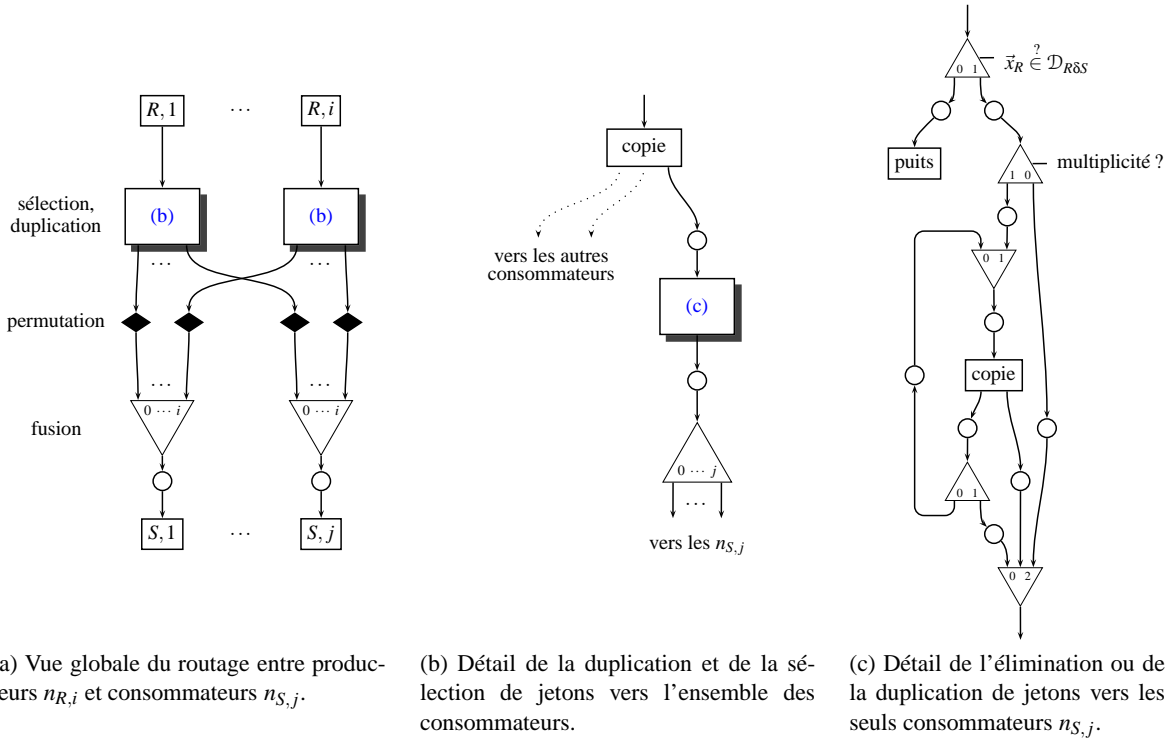 R,1 ⋯ R,i
sélection,
duplication
(b) (b)
⋯ ⋯
permutation
⋯ ⋯
0 ⋯ i 0 ⋯ i
fusion
S,1 ⋯ S,j
a) Vue globale du routage entre produc-
eurs n_{R,i} et consommateurs n_{S,j}.
copie
vers les autres
consommateurs
(c)
0 ⋯ j
⋯
vers les n_{S,j}
(b) Détail de la duplication et de la sé-
lection de jetons vers l'ensemble des
consommateurs.
0 1
x⃗_R ∈? 𝒟_{RδS}
puits
1 0
multiplicité ?
0 1
copie
0 1
0 2
(c) Détail de l'élimination ou de
la duplication de jetons vers les
seuls consommateurs n_{S,j}.